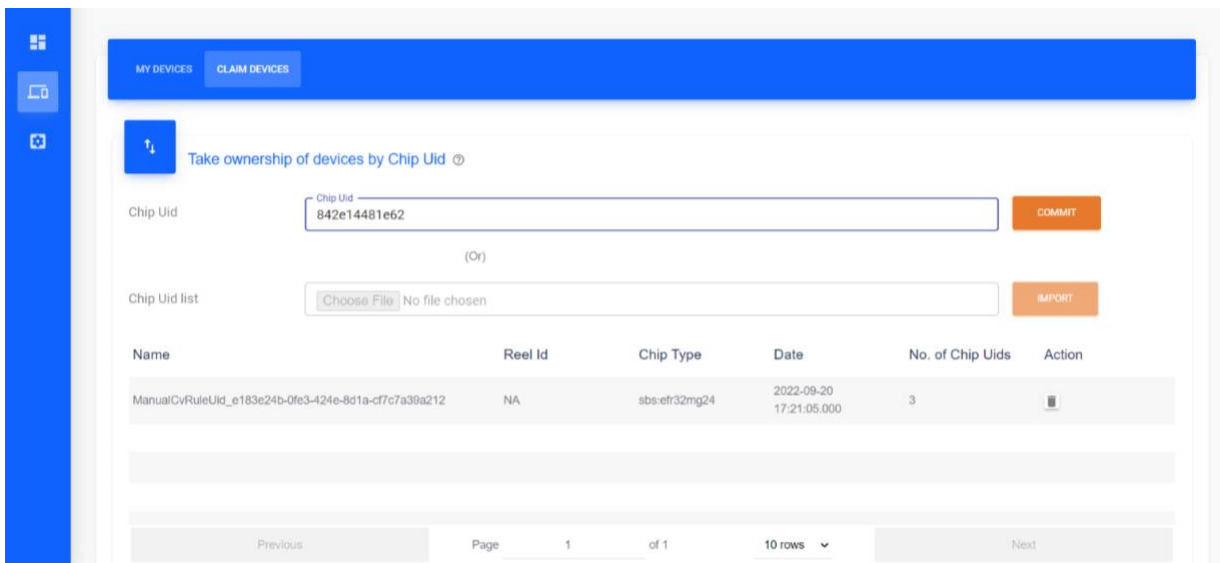 MY DEVICES CLAIM DEVICES
Take ownership of devices by Chip Uid
Chip Uid
Chip Uid
842e14481e62
COMMIT
(Or)
Chip Uid list
Choose File No file chosen
IMPORT
Name Reel Id Chip Type Date No. of Chip Uids Action
ManualCvRuleUid_e183e24b-0fe3-424e-8d1a-cf7c7a39a212 NA sbs:efr32mg24 2022-09-20 3
17:21:05.000
Previous Page 1 of 1 10 rows Next